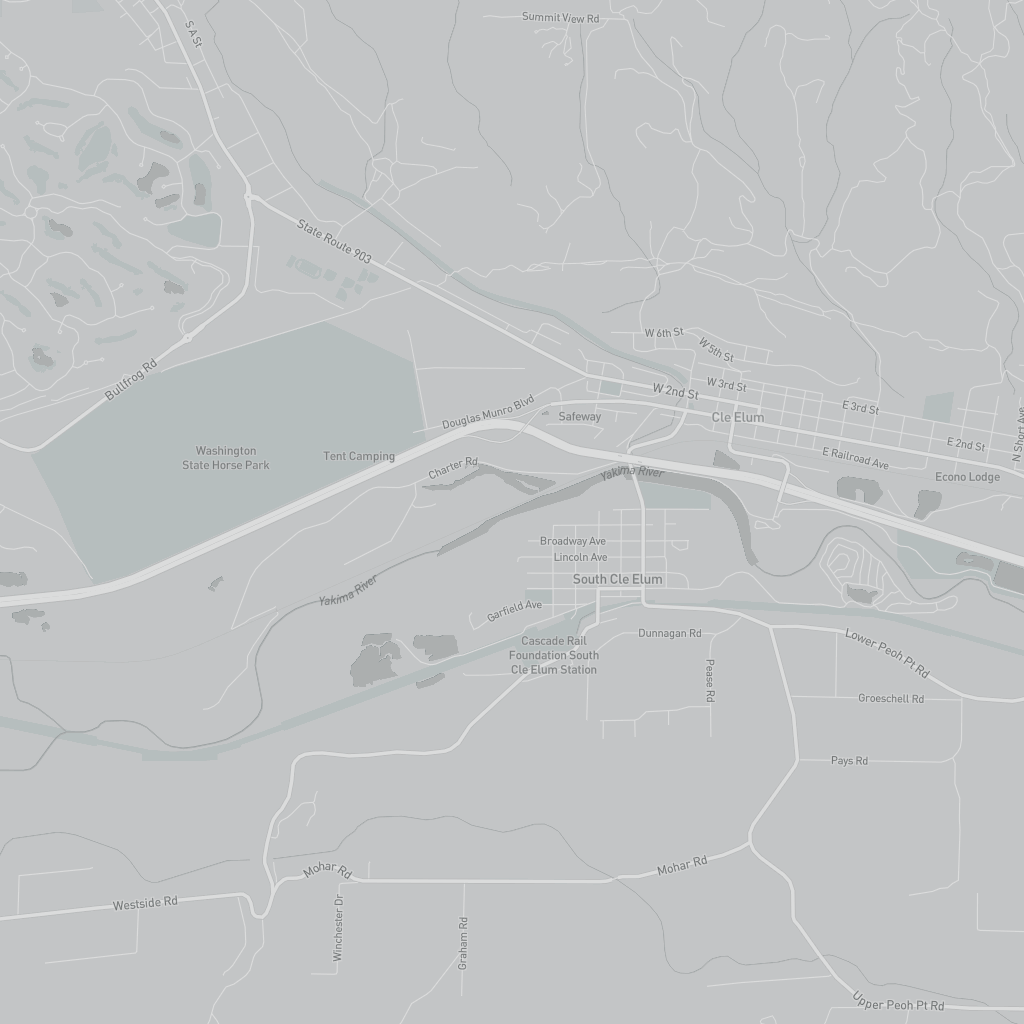 Summit View Rd
S A St
State Route 903
W 6th St
W 5th St
Bullfrog Rd
W 3rd St
W 2nd St
Douglas Munro Blvd
Safeway
Cle Elum
E 3rd St
E 2nd St
N Short Ave
Washington
State Horse Park
Tent Camping
Charter Rd
Yakima River
E Railroad Ave
Econo Lodge
Broadway Ave
Lincoln Ave
South Cle Elum
Yakima River
Garfield Ave
Cascade Rail
Foundation South
Cle Elum Station
Dunnagan Rd
Lower Peoh Pt Rd
Pease Rd
Groeschell Rd
Pays Rd
Mohar Rd
Mohar Rd
Westside Rd
Winchester Dr
Graham Rd
Upper Peoh Pt Rd